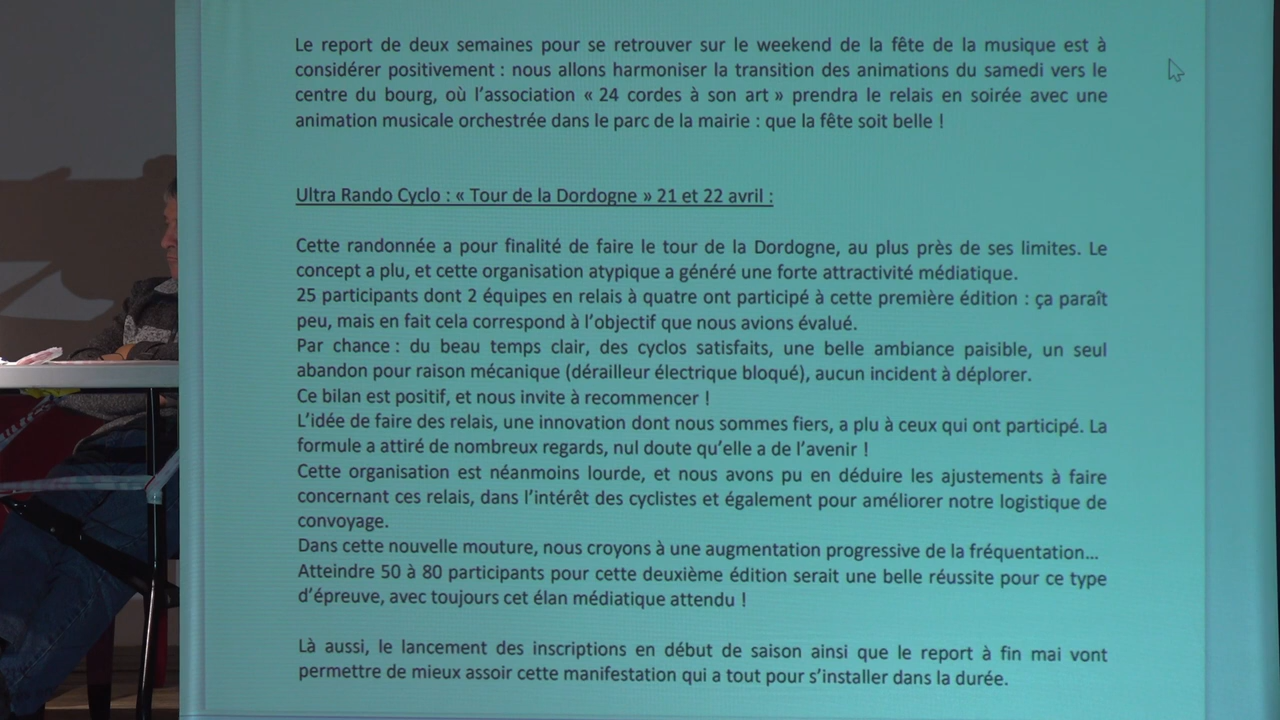 Le report de deux semaines pour se retrouver sur le weekend de la fête de la musique est à
considérer positivement : nous allons harmoniser la transition des animations du samedi vers le
centre du bourg, où l’association « 24 cordes à son art » prendra le relais en soirée avec une
animation musicale orchestrée dans le parc de la mairie : que la fête soit belle !
Ultra Rando Cyclo : « Tour de la Dordogne » 21 et 22 avril :
Cette randonnée a pour finalité de faire le tour de la Dordogne, au plus près de ses limites. Le
concept a plu, et cette organisation atypique a généré une forte attractivité médiatique.
25 participants dont 2 équipes en relais à quatre ont participé à cette première édition : ça paraît
peu, mais en fait cela correspond à l’objectif que nous avions évalué.
Par chance : du beau temps clair, des cyclos satisfaits, une belle ambiance paisible, un seul
abandon pour raison mécanique (dérailleur électrique bloqué), aucun incident à déplorer.
Ce bilan est positif, et nous invite à recommencer !
L’idée de faire des relais, une innovation dont nous sommes fiers, a plu à ceux qui ont participé. La
formule a attiré de nombreux regards, nul doute qu’elle a de l’avenir !
Cette organisation est néanmoins lourde, et nous avons pu en déduire les ajustements à faire
concernant ces relais, dans l’intérêt des cyclistes et également pour améliorer notre logistique de
convoyage.
Dans cette nouvelle mouture, nous croyons à une augmentation progressive de la fréquentation...
Atteindre 50 à 80 participants pour cette deuxième édition serait une belle réussite pour ce type
d’épreuve, avec toujours cet élan médiatique attendu !
Là aussi, le lancement des inscriptions en début de saison ainsi que le report à fin mai vont
permettre de mieux assoir cette manifestation qui a tout pour s’installer dans la durée.